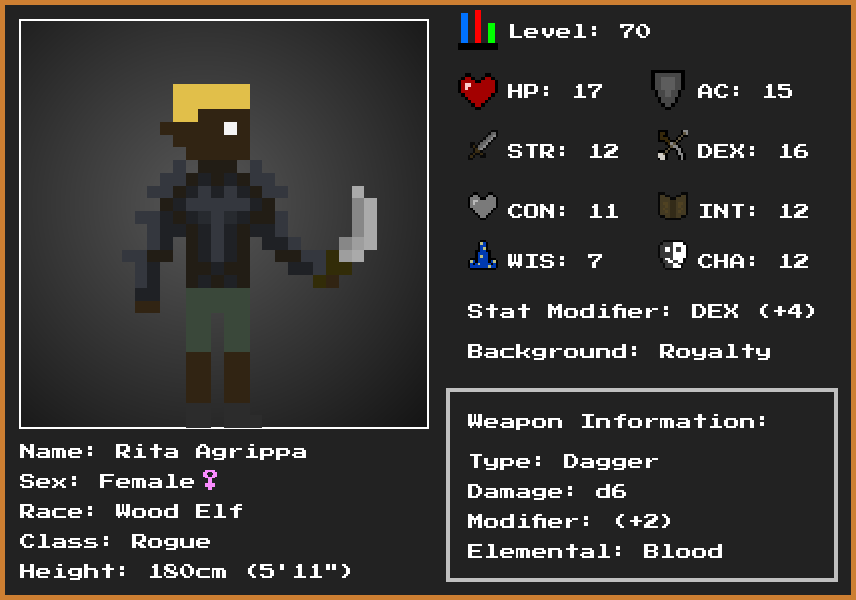 Level: 70
HP: 17
AC: 15
STR: 12
DEX: 16
CON: 11
INT: 12
WIS: 7
CHA: 12
Stat Modifier: DEX (+4)
Background: Royalty
Weapon Information:
Type: Dagger
Damage: d6
Modifier: (+2)
Elemental: Blood
Name: Rita Agrippa
Sex: Female♀
Race: Wood Elf
Class: Rogue
Height: 180cm (5'11")